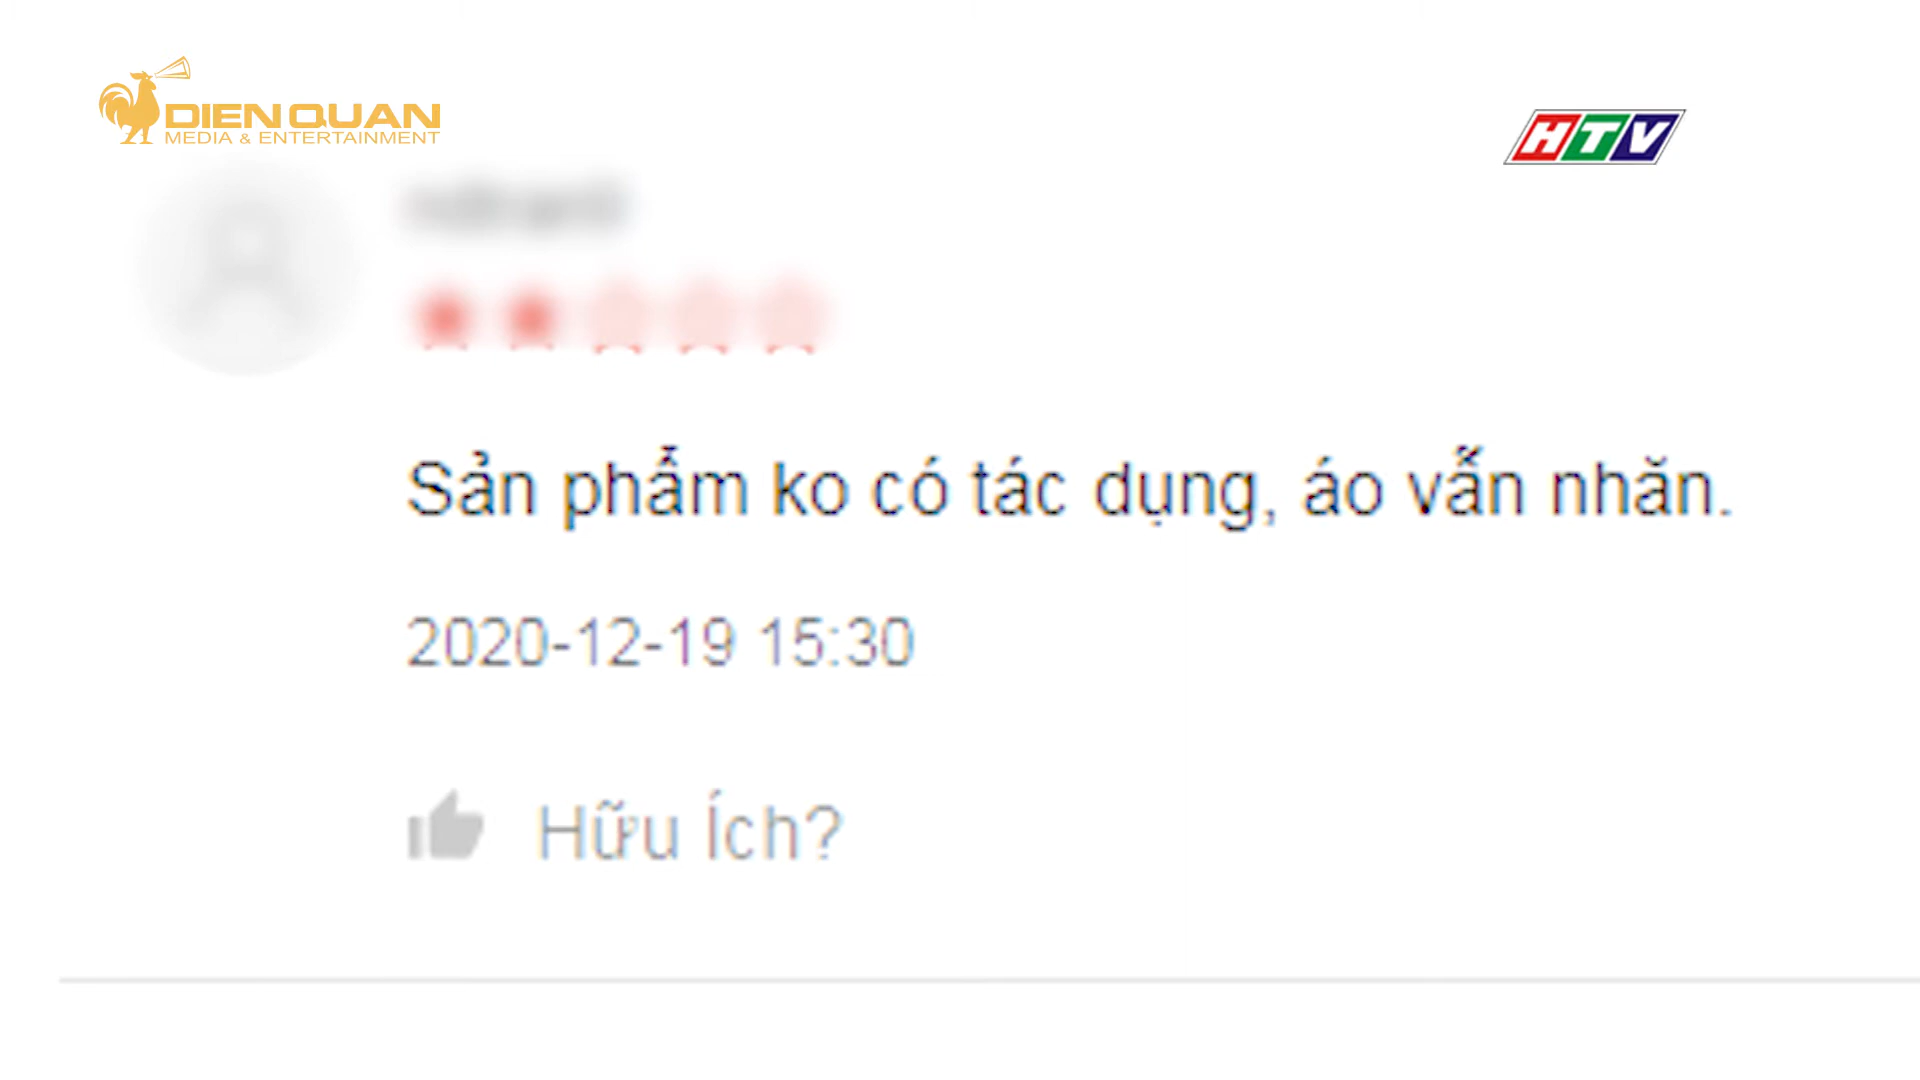 DIEN QUAN
MEDIA & ENTERTAINMENT
HTV
Sản phẩm ko có tác dụng, áo vẫn nhăn.
2020-12-19 15:30
Hữu Ích?